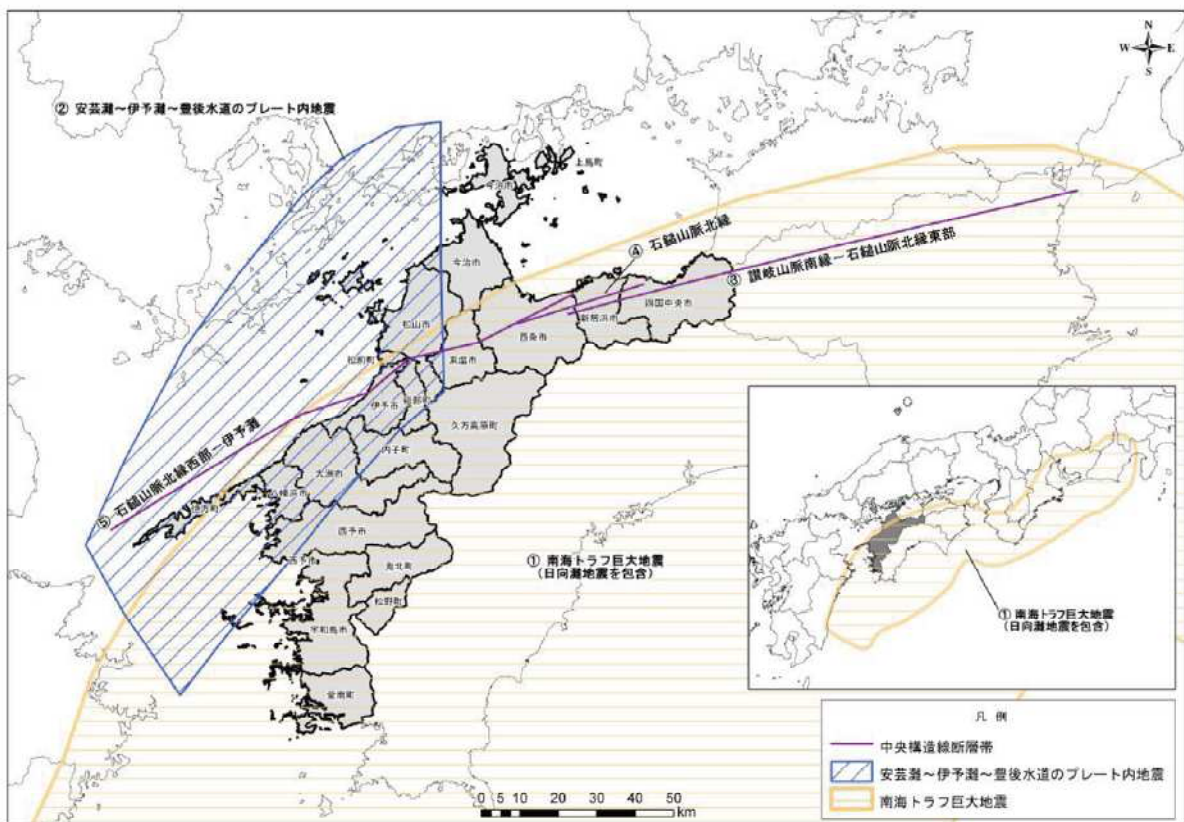 N
W E
S
② 安芸灘～伊予灘～豊後水道のプレート内地震
上島町
今治市
④ 石鎚山脈北縁
③ 讃岐山脈南縁－石鎚山脈北縁東部
今治市
四国中央市
新居浜市
松山市
西条市
松前町
東温市
伊予市
砥部町
久万高原町
内子町
大洲市
⑤ 石鎚山脈北縁西部－伊予灘
八幡浜市
伊方町
西予市
西予市
鬼北町
① 南海トラフ巨大地震
（日向灘地震を包含）
松野町
宇和島市
愛南町
① 南海トラフ巨大地震
（日向灘地震を包含）
凡 例
中央構造線断層帯
安芸灘～伊予灘～豊後水道のプレート内地震
南海トラフ巨大地震
0 5 10 20 30 40 50
km